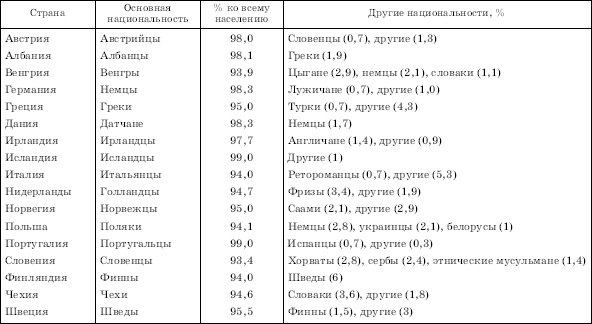 Страна Основная национальность % ко всему населению Другие национальности, %
Австрия Австрийцы 98,0 Словенцы (0,7), другие (1,3)
Албания Албанцы 98,1 Греки (1,9)
Венгрия Венгры 93,9 Цыгане (2,9), немцы (2,1), словаки (1,1)
Германия Немцы 98,3 Лужичане (0,7), другие (1,0)
Греция Греки 95,0 Турки (0,7), другие (4,3)
Дания Датчане 98,3 Немцы (1,7)
Ирландия Ирландцы 97,7 Англичане (1,4), другие (0,9)
Исландия Исландцы 99,0 Другие (1)
Италия Итальянцы 94,0 Ретороманцы (0,7), другие (5,3)
Нидерланды Голландцы 94,7 Фризы (3,4), другие (1,9)
Норвегия Норвежцы 95,0 Саами (2,1), другие (2,9)
Польша Поляки 94,1 Немцы (2,8), украинцы (2,1), белорусы (1)
Португалия Португальцы 99,0 Испанцы (0,7), другие (0,3)
Словения Словенцы 93,4 Хорваты (2,8), сербы (2,4), этнические мусульмане (1,4)
Финляндия Финны 94,0 Шведы (6)
Чехия Чехи 94,6 Словаки (3,6), другие (1,8)
Швеция Шведы 95,5 Финны (1,5), другие (3)